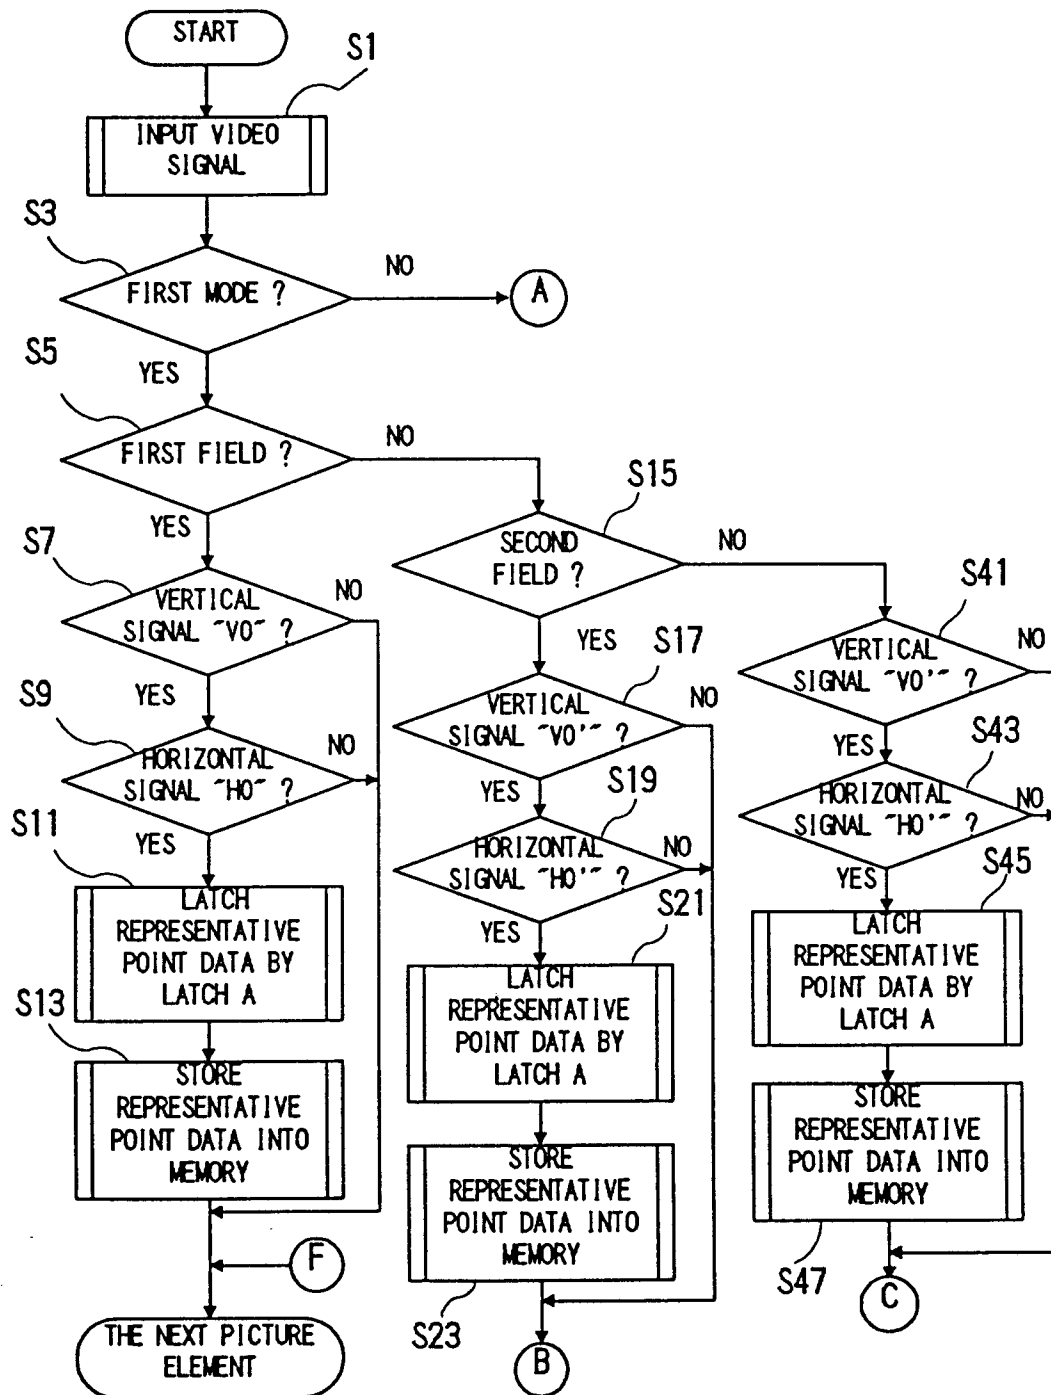 START
S1
INPUT VIDEO
SIGNAL
S3
FIRST MODE ?
NO
A
YES
S5
FIRST FIELD ?
NO
YES
S15
SECOND
FIELD ?
NO
YES
S7
VERTICAL
SIGNAL "V0" ?
NO
YES
S9
HORIZONTAL
SIGNAL "H0" ?
NO
YES
S11
LATCH
REPRESENTATIVE
POINT DATA BY
LATCH A
S13
STORE
REPRESENTATIVE
POINT DATA INTO
MEMORY
F
THE NEXT PICTURE
ELEMENT
S17
VERTICAL
SIGNAL "V0'" ?
NO
YES
S19
HORIZONTAL
SIGNAL "H0'" ?
NO
YES
S21
LATCH
REPRESENTATIVE
POINT DATA BY
LATCH A
STORE
REPRESENTATIVE
POINT DATA INTO
MEMORY
S23
B
S41
VERTICAL
SIGNAL "V0'" ?
NO
YES
S43
HORIZONTAL
SIGNAL "H0'" ?
NO
YES
S45
LATCH
REPRESENTATIVE
POINT DATA BY
LATCH A
STORE
REPRESENTATIVE
POINT DATA INTO
MEMORY
S47
C